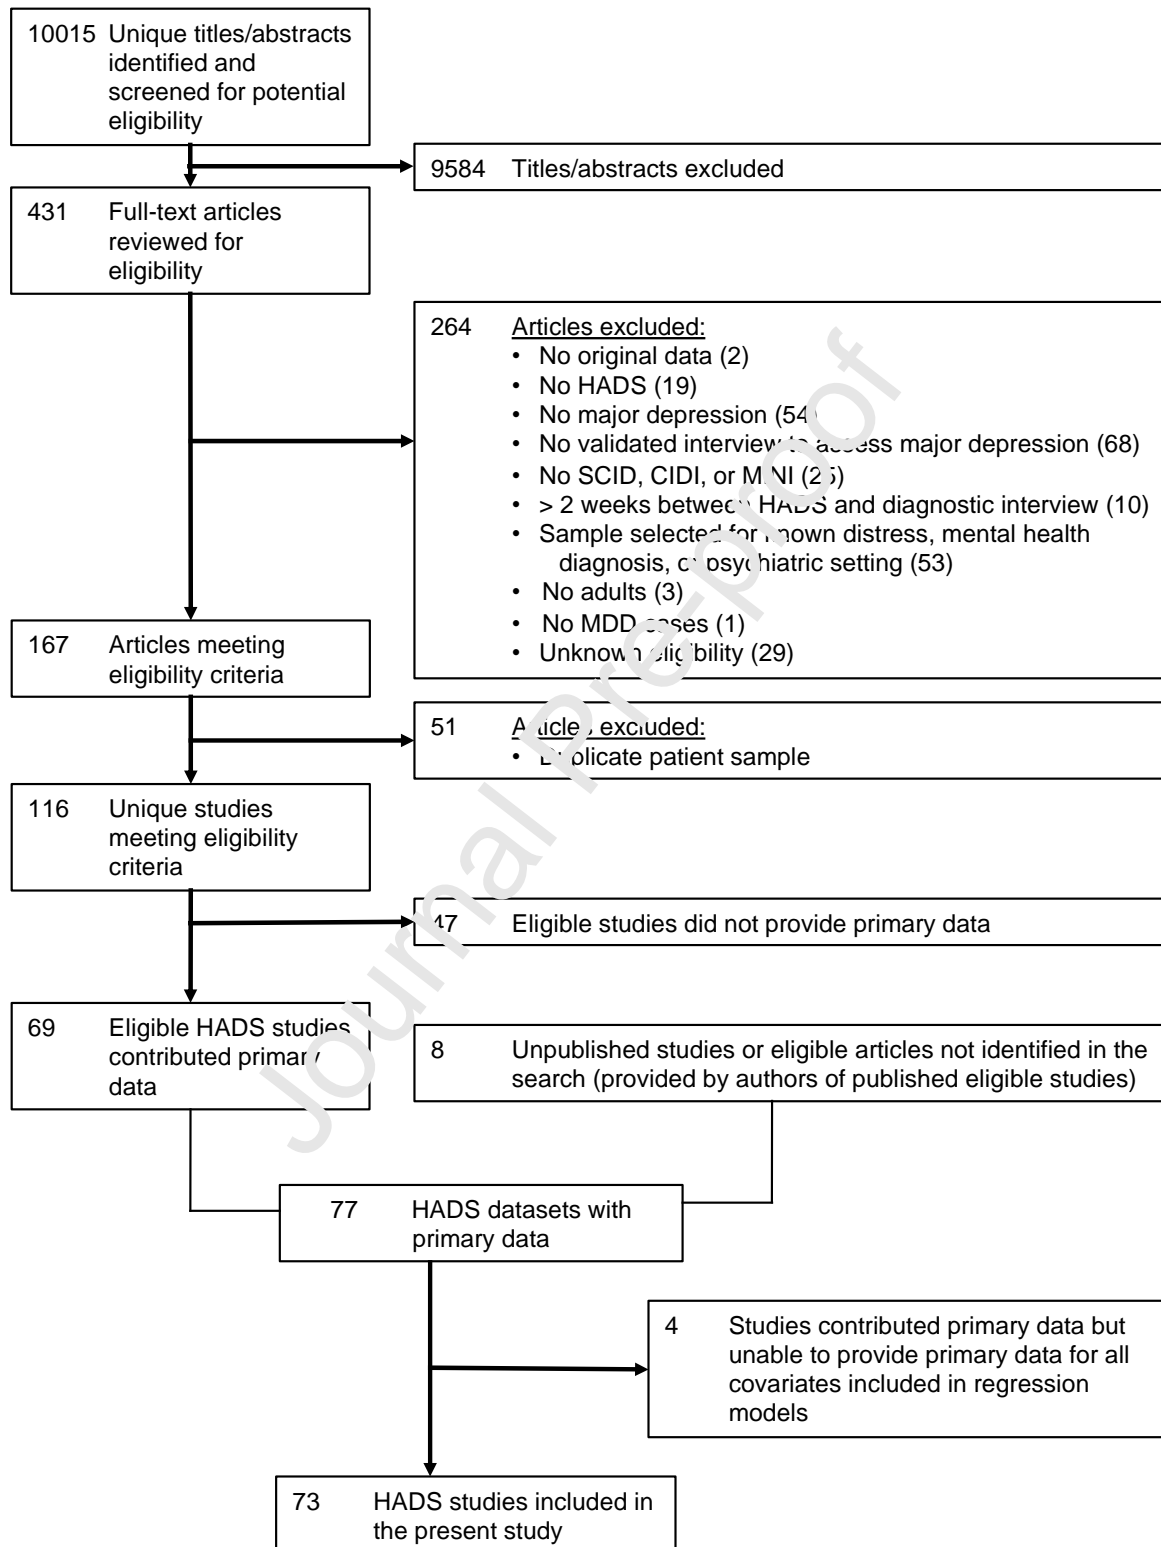 10015 Unique titles/abstracts
identified and
screened for potential
eligibility
9584 Titles/abstracts excluded
431 Full-text articles
reviewed for
eligibility
264 Articles excluded:
• No original data (2)
• No HADS (19)
• No major depression (54)
• No validated interview to assess major depression (68)
• No SCID, CIDI, or MINI (25)
• > 2 weeks between HADS and diagnostic interview (10)
• Sample selected for known distress, mental health
diagnosis, or psychiatric setting (53)
• No adults (3)
• No MDD cases (1)
• Unknown eligibility (29)
167 Articles meeting
eligibility criteria
51 Articles excluded:
• Duplicate patient sample
116 Unique studies
meeting eligibility
criteria
47 Eligible studies did not provide primary data
69 Eligible HADS studies
contributed primary
data
8 Unpublished studies or eligible articles not identified in the
search (provided by authors of published eligible studies)
77 HADS datasets with
primary data
4 Studies contributed primary data but
unable to provide primary data for all
covariates included in regression
models
73 HADS studies included in
the present study
Journal Pre-proof